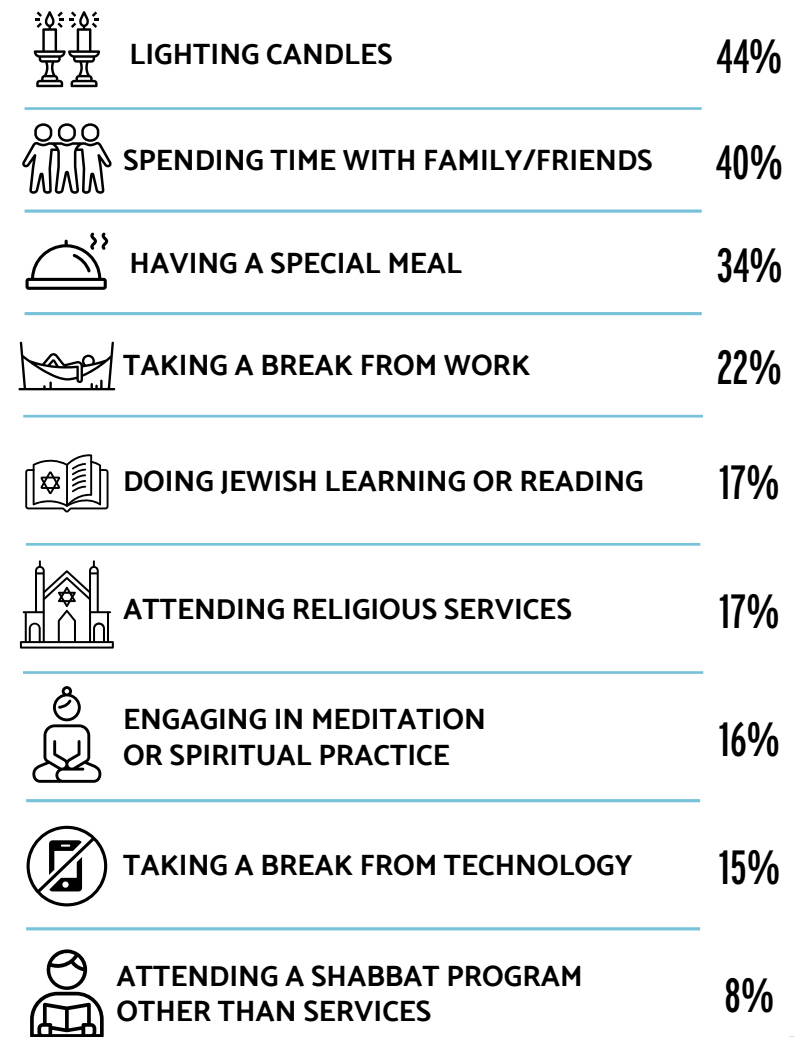 LIGHTING CANDLES 44%
SPENDING TIME WITH FAMILY/FRIENDS 40%
HAVING A SPECIAL MEAL 34%
TAKING A BREAK FROM WORK 22%
DOING JEWISH LEARNING OR READING 17%
ATTENDING RELIGIOUS SERVICES 17%
ENGAGING IN MEDITATION
OR SPIRITUAL PRACTICE 16%
TAKING A BREAK FROM TECHNOLOGY 15%
ATTENDING A SHABBAT PROGRAM
OTHER THAN SERVICES 8%